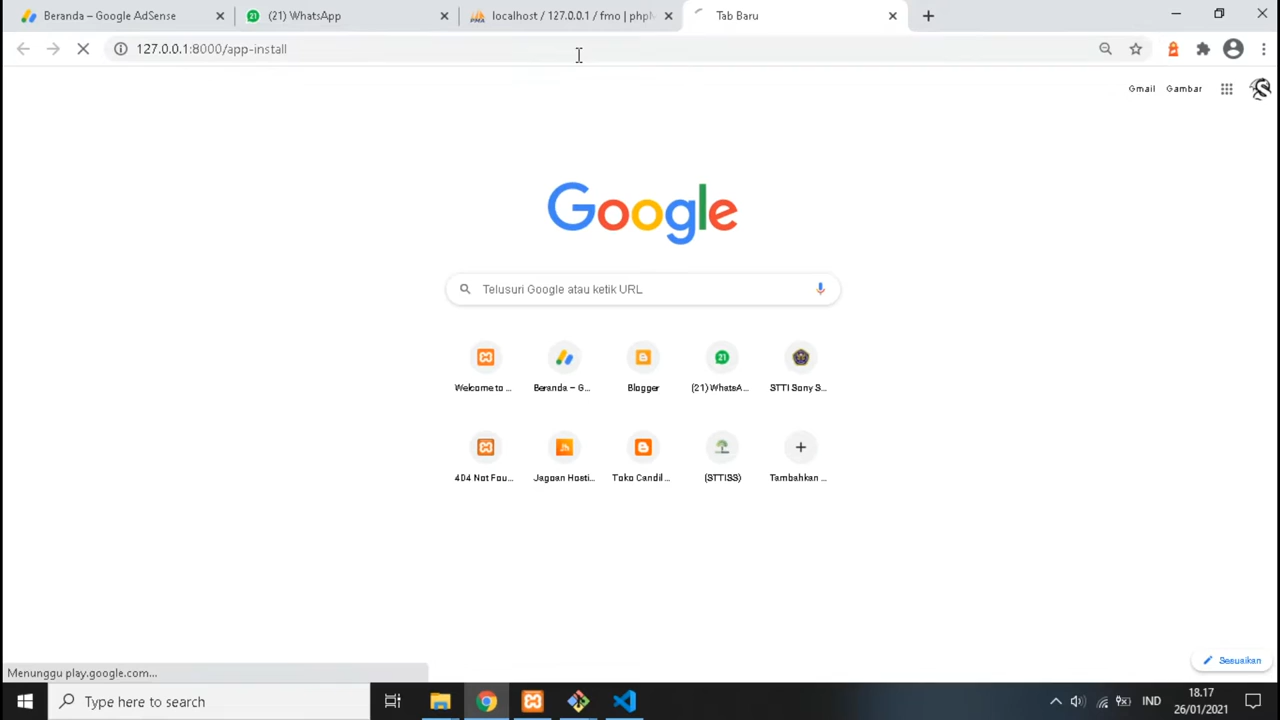 Beranda – Google AdSense
(21) WhatsApp
localhost / 127.0.0.1 / fmo | phpM
Tab Baru
127.0.0.1:8000/app-install
Gmail
Gambar
Google
Telusuri Google atau ketik URL
Welcome to ...
Beranda – G...
Blogger
21
(21) WhatsA...
STTI Sony S...
404 Not Fou...
Jagoan Hosti...
Toko Candil ...
(STTISS)
Tambahkan ...
Sesuaikan
Menunggu play.google.com...
Type here to search
IND
18.17
26/01/2021